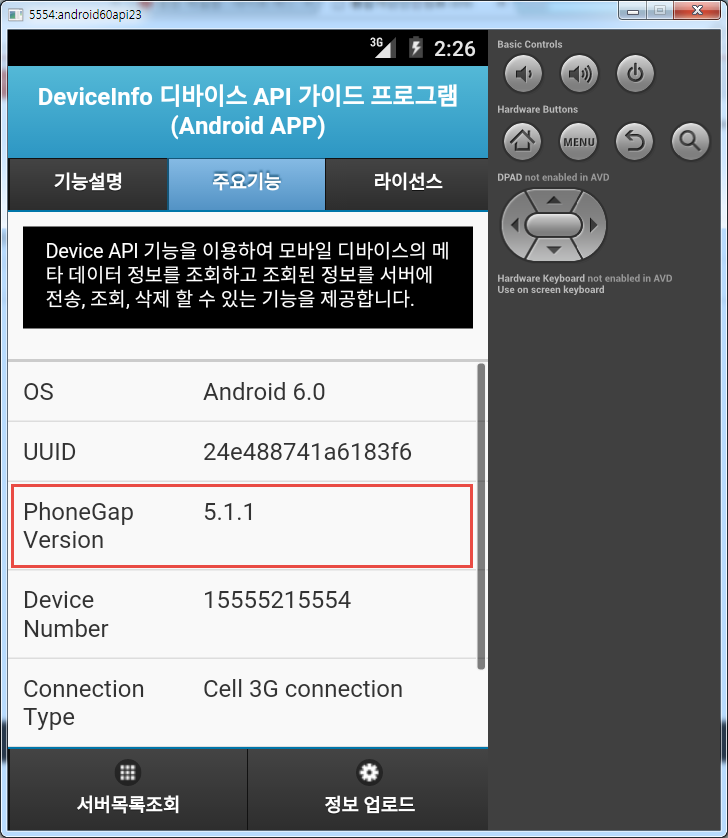 5554:android60api23
3G 2:26
DeviceInfo 디바이스 API 가이드 프로그램
(Android APP)
기능설명 주요기능 라이선스
Device API 기능을 이용하여 모바일 디바이스의 메
타 데이터 정보를 조회하고 조회된 정보를 서버에
전송, 조회, 삭제 할 수 있는 기능을 제공합니다.
OS Android 6.0
UUID 24e488741a6183f6
PhoneGap 5.1.1
Version
Device 15555215554
Number
Connection Cell 3G connection
Type
서버목록조회 정보 업로드
Basic Controls
Hardware Buttons
MENU
DPAD not enabled in AVD
Hardware Keyboard not enabled in AVD
Use on screen keyboard